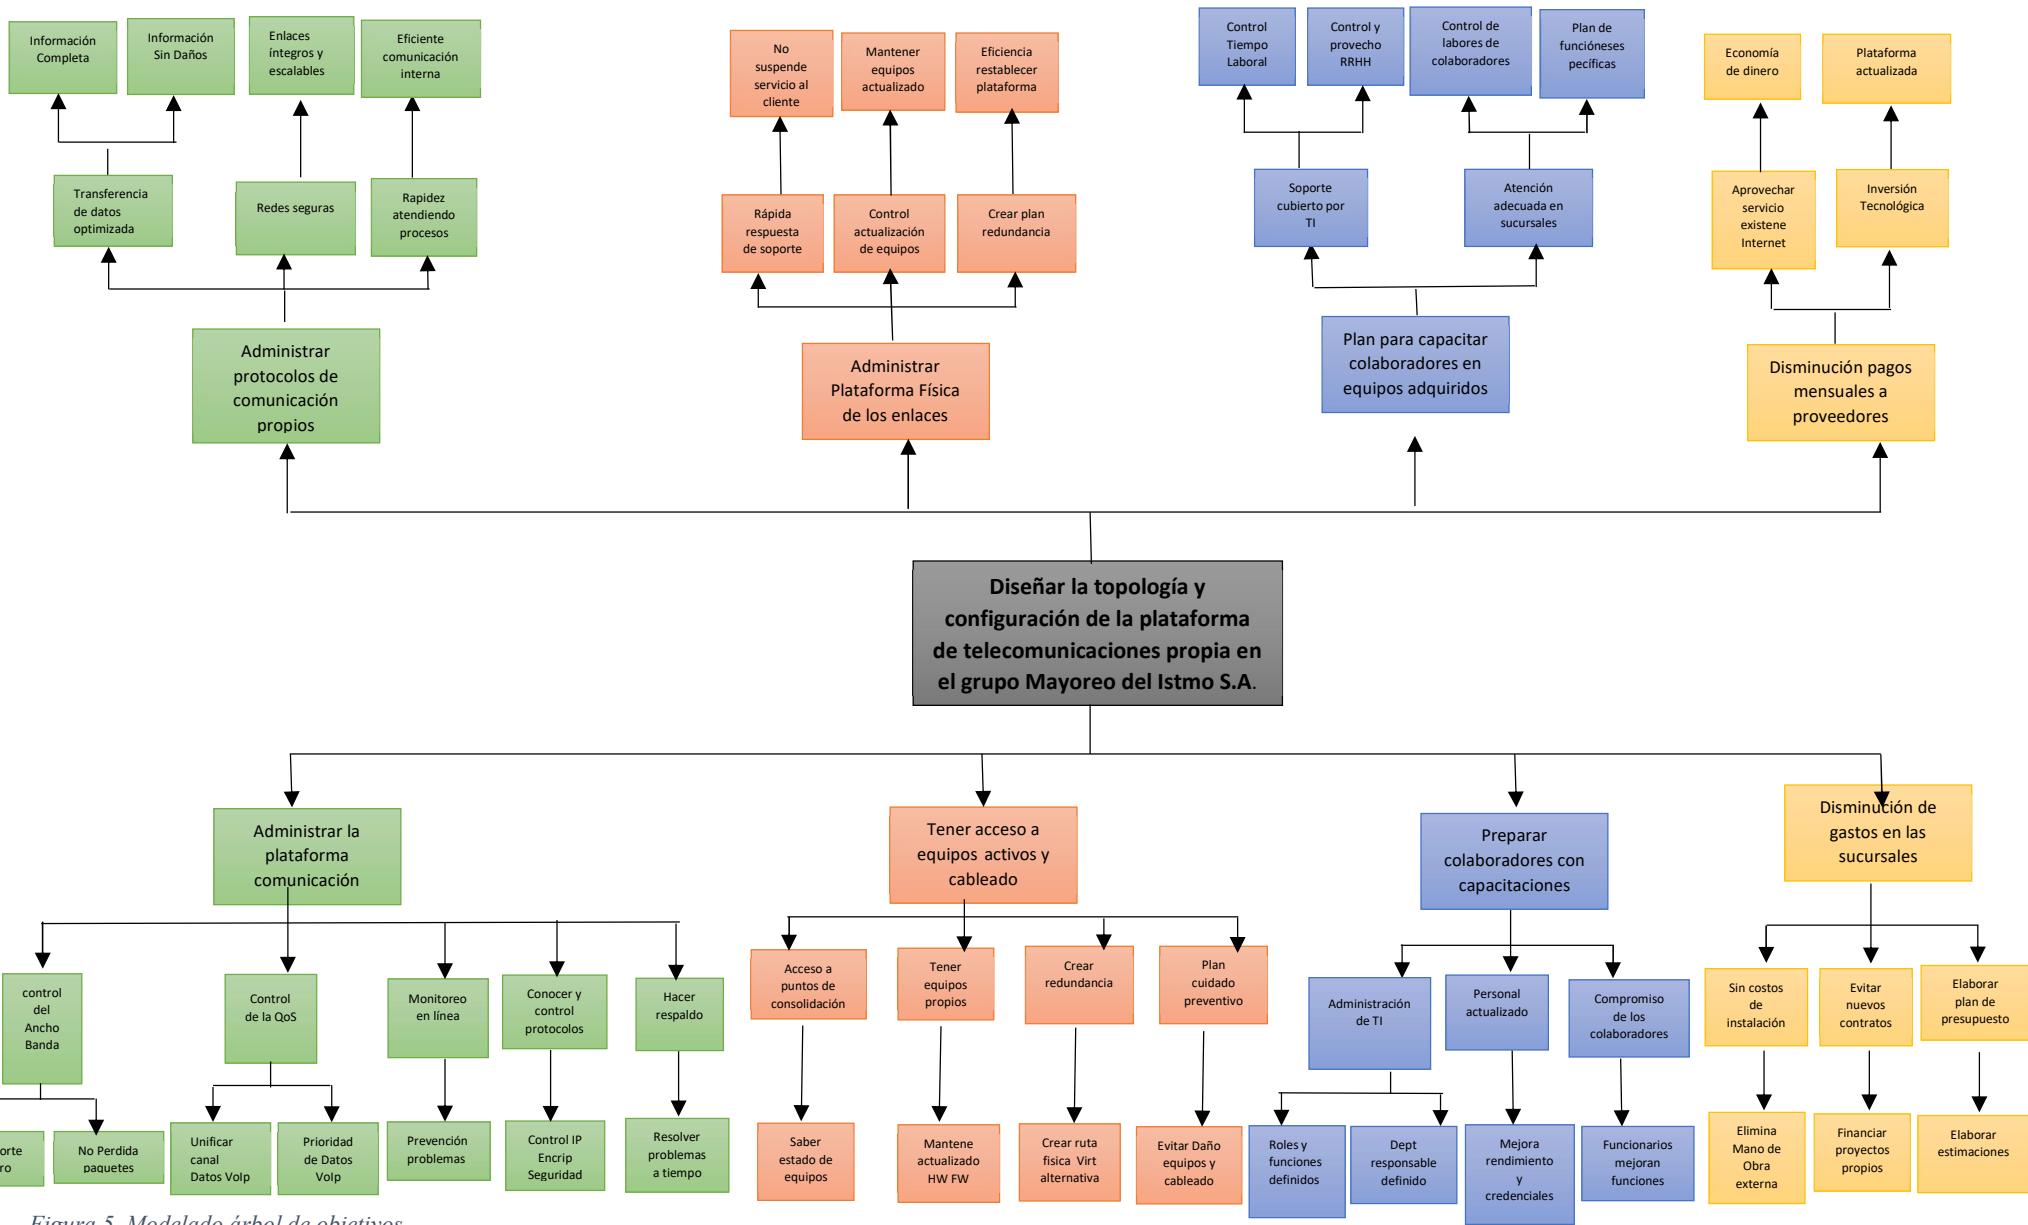 Información
Completa
Información
Sin Daños
Enlaces
íntegros y
escalables
Eficiente
comunicación
interna
No
suspende
servicio al
cliente
Mantener
equipos
actualizado
Eficiencia
restablecer
plataforma
Control
Tiempo
Laboral
Control y
provecho
RRHH
Control de
labores de
colaboradores
Plan de
funcióneses
pecíficas
Economía
de dinero
Plataforma
actualizada
Transferencia
de datos
optimizada
Redes seguras
Rapidez
atendiendo
procesos
Rápida
respuesta
de soporte
Control
actualización
de equipos
Crear plan
redundancia
Soporte
cubierto por
TI
Atención
adecuada en
sucursales
Aprovechar
servicio
existene
Internet
Inversión
Tecnológica
Administrar
protocolos de
comunicación
propios
Administrar
Plataforma Física
de los enlaces
Plan para capacitar
colaboradores en
equipos adquiridos
Disminución pagos
mensuales a
proveedores
Diseñar la topología y
configuración de la plataforma
de telecomunicaciones propia en
el grupo Mayoreo del Istmo S.A.
Administrar la
plataforma
comunicación
Tener acceso a
equipos activos y
cableado
Preparar
colaboradores con
capacitaciones
Disminución de
gastos en las
sucursales
control
del
Ancho
Banda
Control
de la QoS
Monitoreo
en línea
Conocer y
control
protocolos
Hacer
respaldo
Acceso a
puntos de
consolidación
Tener
equipos
propios
Crear
redundancia
Plan
cuidado
preventivo
Administración
de TI
Personal
actualizado
Compromiso
de los
colaboradores
Sin costos
de
instalación
Evitar
nuevos
contratos
Elaborar
plan de
presupuesto
No Perdida
paquetes
Unificar
canal
Datos VoIp
Prioridad
de Datos
VoIp
Prevención
problemas
Control IP
Encrip
Seguridad
Resolver
problemas
a tiempo
Saber
estado de
equipos
Mantene
actualizado
HW FW
Crear ruta
fisica Virt
alternativa
Evitar Daño
equipos y
cableado
Roles y
funciones
definidos
Dept
responsable
definido
Mejora
rendimiento
y
credenciales
Funcionarios
mejoran
funciones
Elimina
Mano de
Obra
externa
Financiar
proyectos
propios
Elaborar
estimaciones
Figura 5. Modelado árbol de objetivos